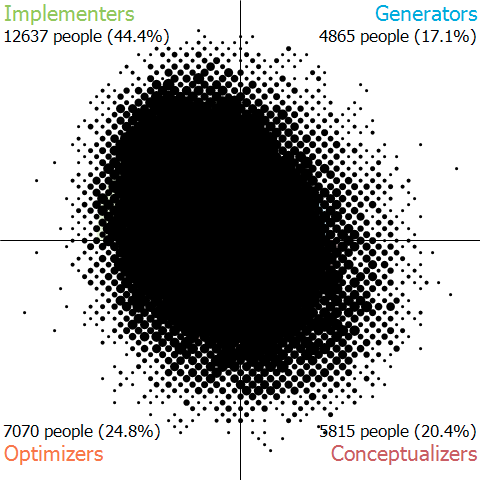 Implementers
12637 people (44.4%)
Generators
4865 people (17.1%)
7070 people (24.8%)
Optimizers
5815 people (20.4%)
Conceptualizers